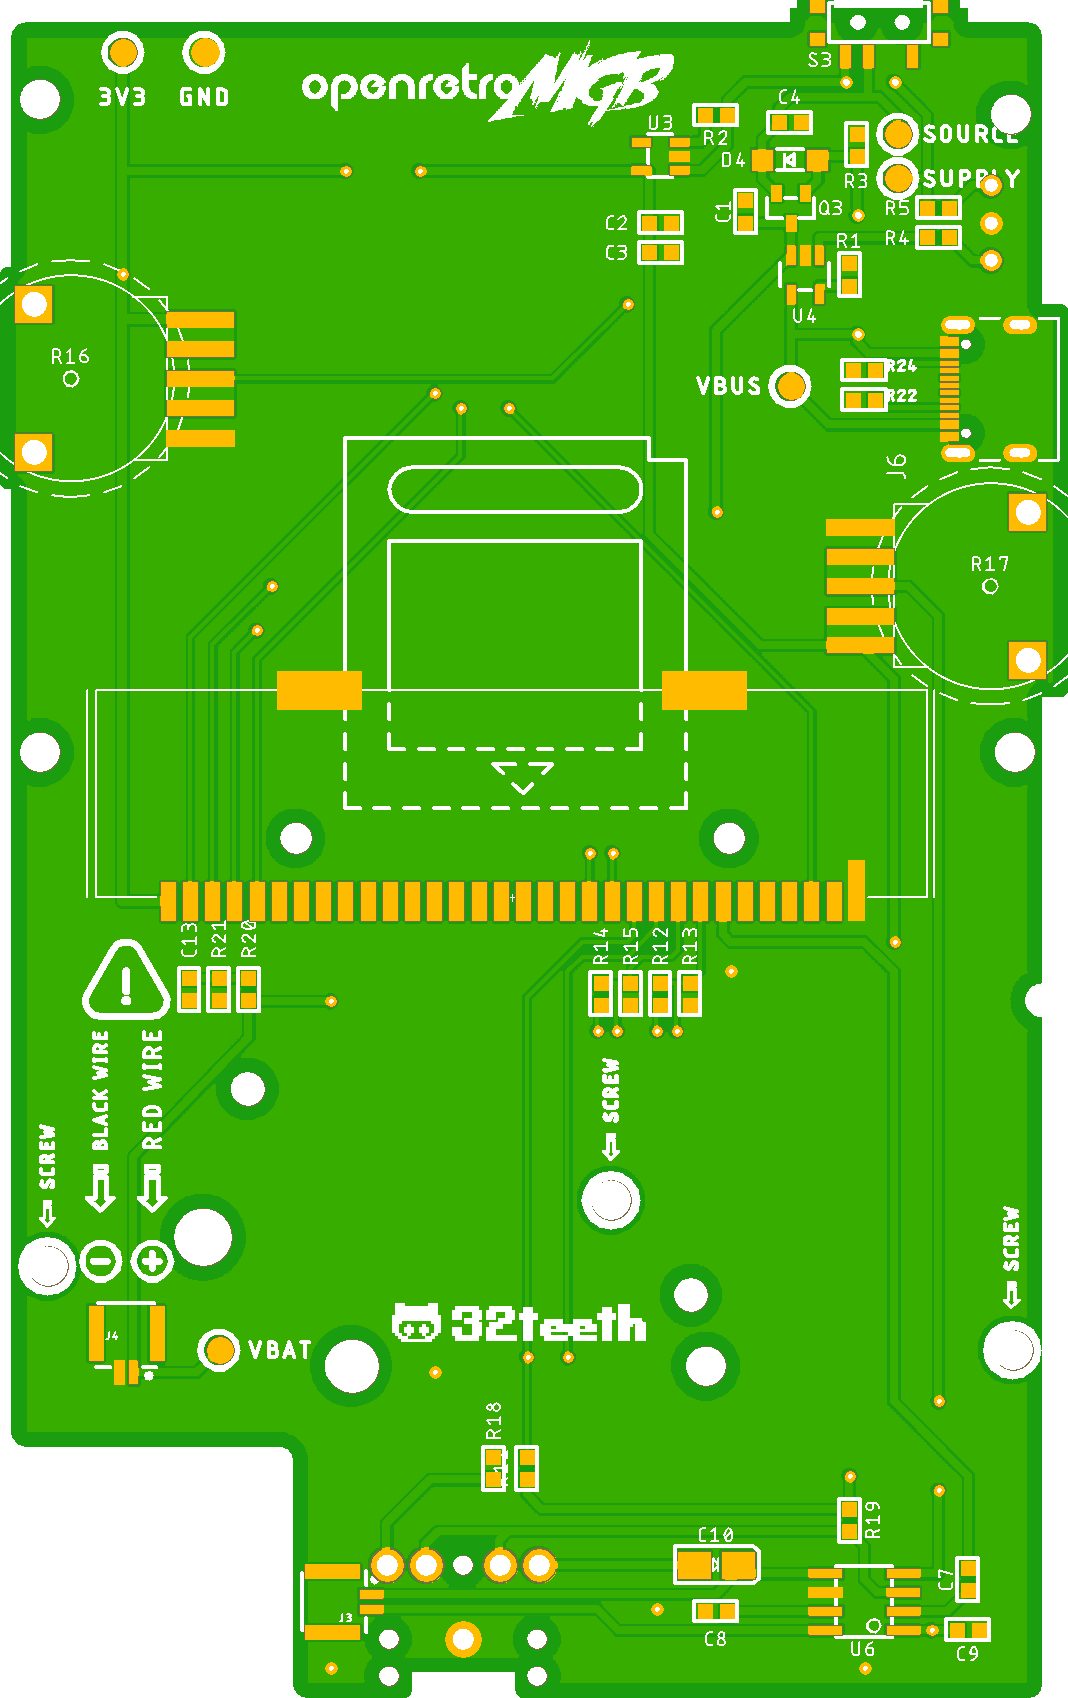 S3
3V3
GND
openretro MGB
C4
R2
U3
SOURCE
D4
R3
SUPPLY
C1
Q3
R5
C2
R4
C3
R1
U4
R16
R24
VBUS
R22
J6
R17
C13
R21
R20
R14
R15
R12
R13
!
BLACK WIRE
RED WIRE
SCREW
SCREW
SCREW
J4
VBAT
32teeth
R18
R19
C10
C7
J3
C8
U6
C9